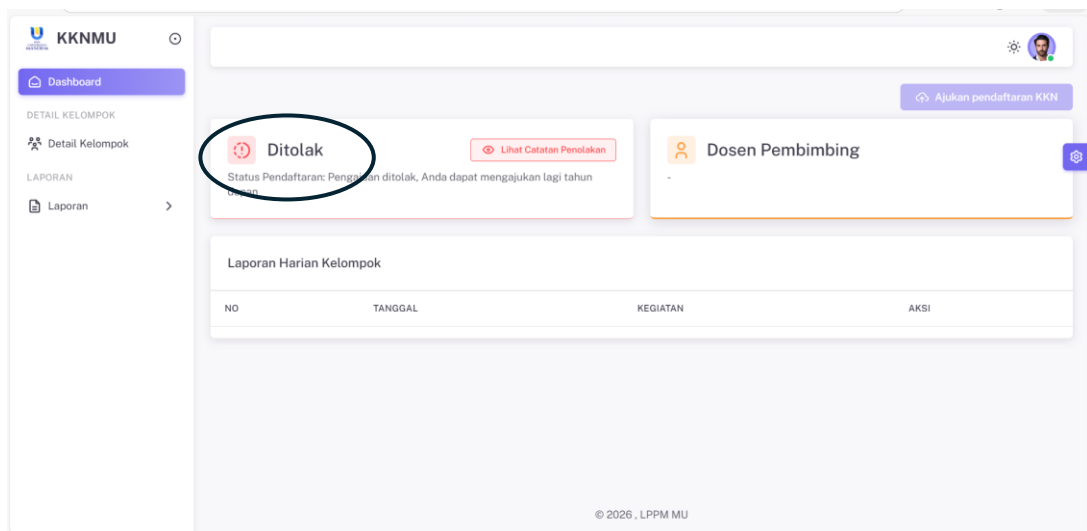 KKNMU
Dashboard
Ajukan pendaftaran KKN
DETAIL KELOMPOK
Detail Kelompok
LAPORAN
Laporan
Ditolak
Lihat Catatan Penolakan
Status Pendaftaran: Pengajuan ditolak, Anda dapat mengajukan lagi tahun
depan
Dosen Pembimbing
-
Laporan Harian Kelompok
NO TANGGAL KEGIATAN AKSI
© 2026 , LPPM MU